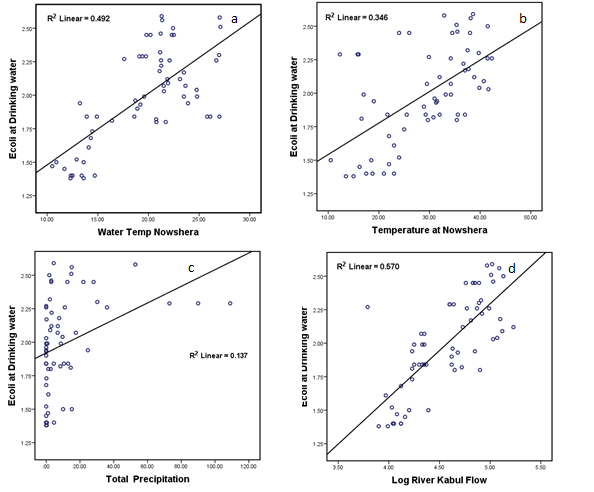 R² Linear = 0.492
a
Ecoli at Drinking water
2.50
2.25
2.00
1.75
1.50
1.25
10.00 15.00 20.00 25.00 30.00
Water Temp Nowshera
R² Linear = 0.346
b
Ecoli at Drinking water
2.50
2.25
2.00
1.75
1.50
1.25
10.00 20.00 30.00 40.00 50.00
Temperature at Nowshera
c
Ecoli at Drinking water
2.50
2.25
2.00
1.75
1.50
1.25
R² Linear = 0.137
.00 20.00 40.00 60.00 80.00 100.00 120.00
Total Precipitation
R² Linear = 0.570
d
Ecoli at Drinking water
2.50
2.25
2.00
1.75
1.50
1.25
3.50 4.00 4.50 5.00 5.50
Log River Kabul Flow